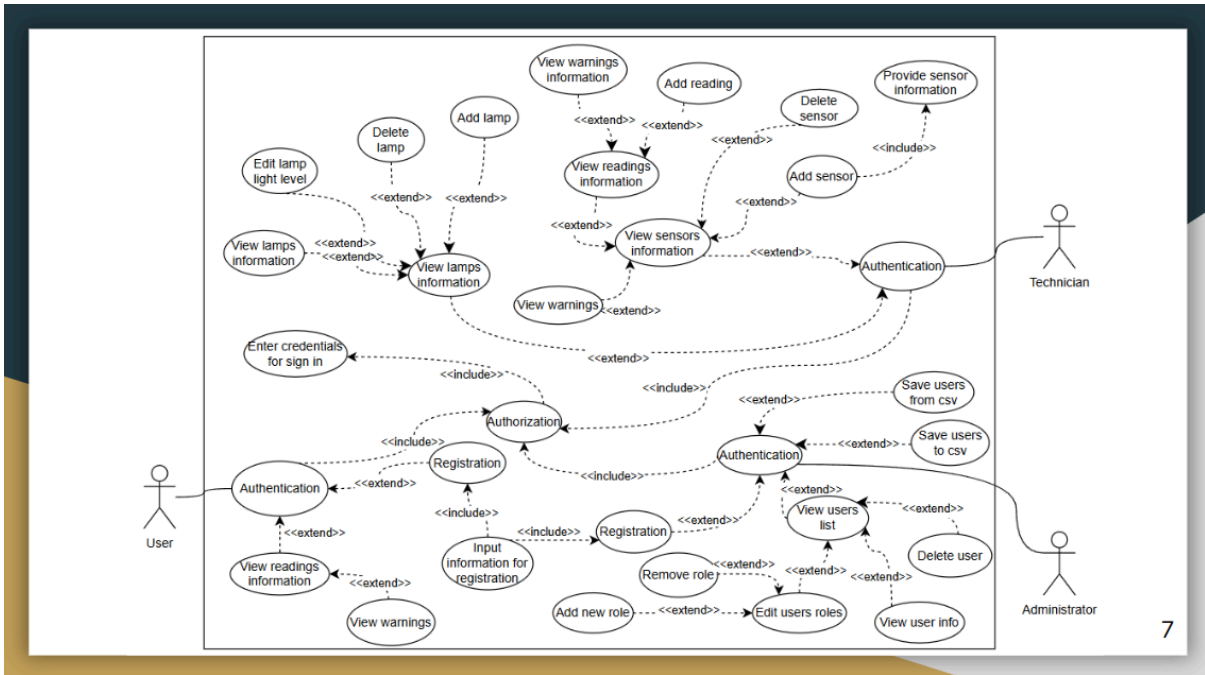 View warnings
information
Add reading
Provide sensor
information
Delete
sensor
Add lamp
Delete
lamp
<<extend>>
<<extend>>
<<extend>>
<<include>>
Edit lamp
light level
View readings
information
Add sensor
<<extend>>
<<extend>>
<<extend>>
<<extend>>
View lamps
information
<<extend>>
<<extend>>
View lamps
information
View sensors
information
<<extend>>
Authentication
Technician
View warnings
<<extend>>
Enter credentials
for sign in
<<extend>>
<<include>>
<<include>>
Save users
from csv
<<extend>>
Authorization
<<include>>
Save users
to csv
<<extend>>
Authentication
Registration
<<include>>
User
Authentication
<<extend>>
<<extend>>
View users
list
<<extend>>
<<include>>
<<include>>
Registration
<<extend>>
<<extend>>
Input
information for
registration
Delete user
View readings
information
<<extend>>
Remove role
<<extend>>
<<extend>>
<<extend>>
View warnings
Add new role
<<extend>>
Edit users roles
View user info
Administrator
7